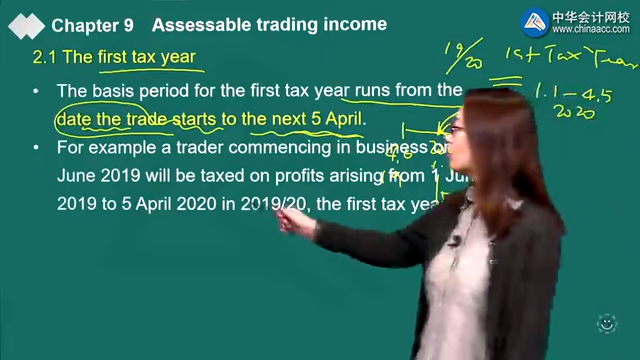 Chapter 9 Assessable trading income
中华会计网校
www.chinaacc.com
2.1 The first tax year
19/20
1st Tax Year
• The basis period for the first tax year runs from the
1.1 – 4.5
2020
date the trade starts to the next 5 April.
• For example a trader commencing in business on
June 2019 will be taxed on profits arising from 1 Jun
2019 to 5 April 2020 in 2019/20, the first tax yea